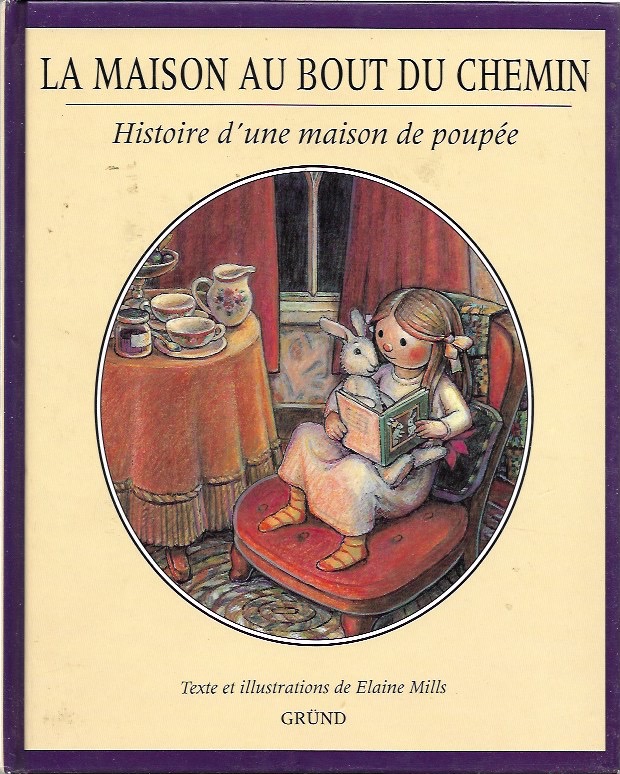 LA MAISON AU BOUT DU CHEMIN
Histoire d'une maison de poupée
Texte et illustrations de Elaine Mills
GRÜND